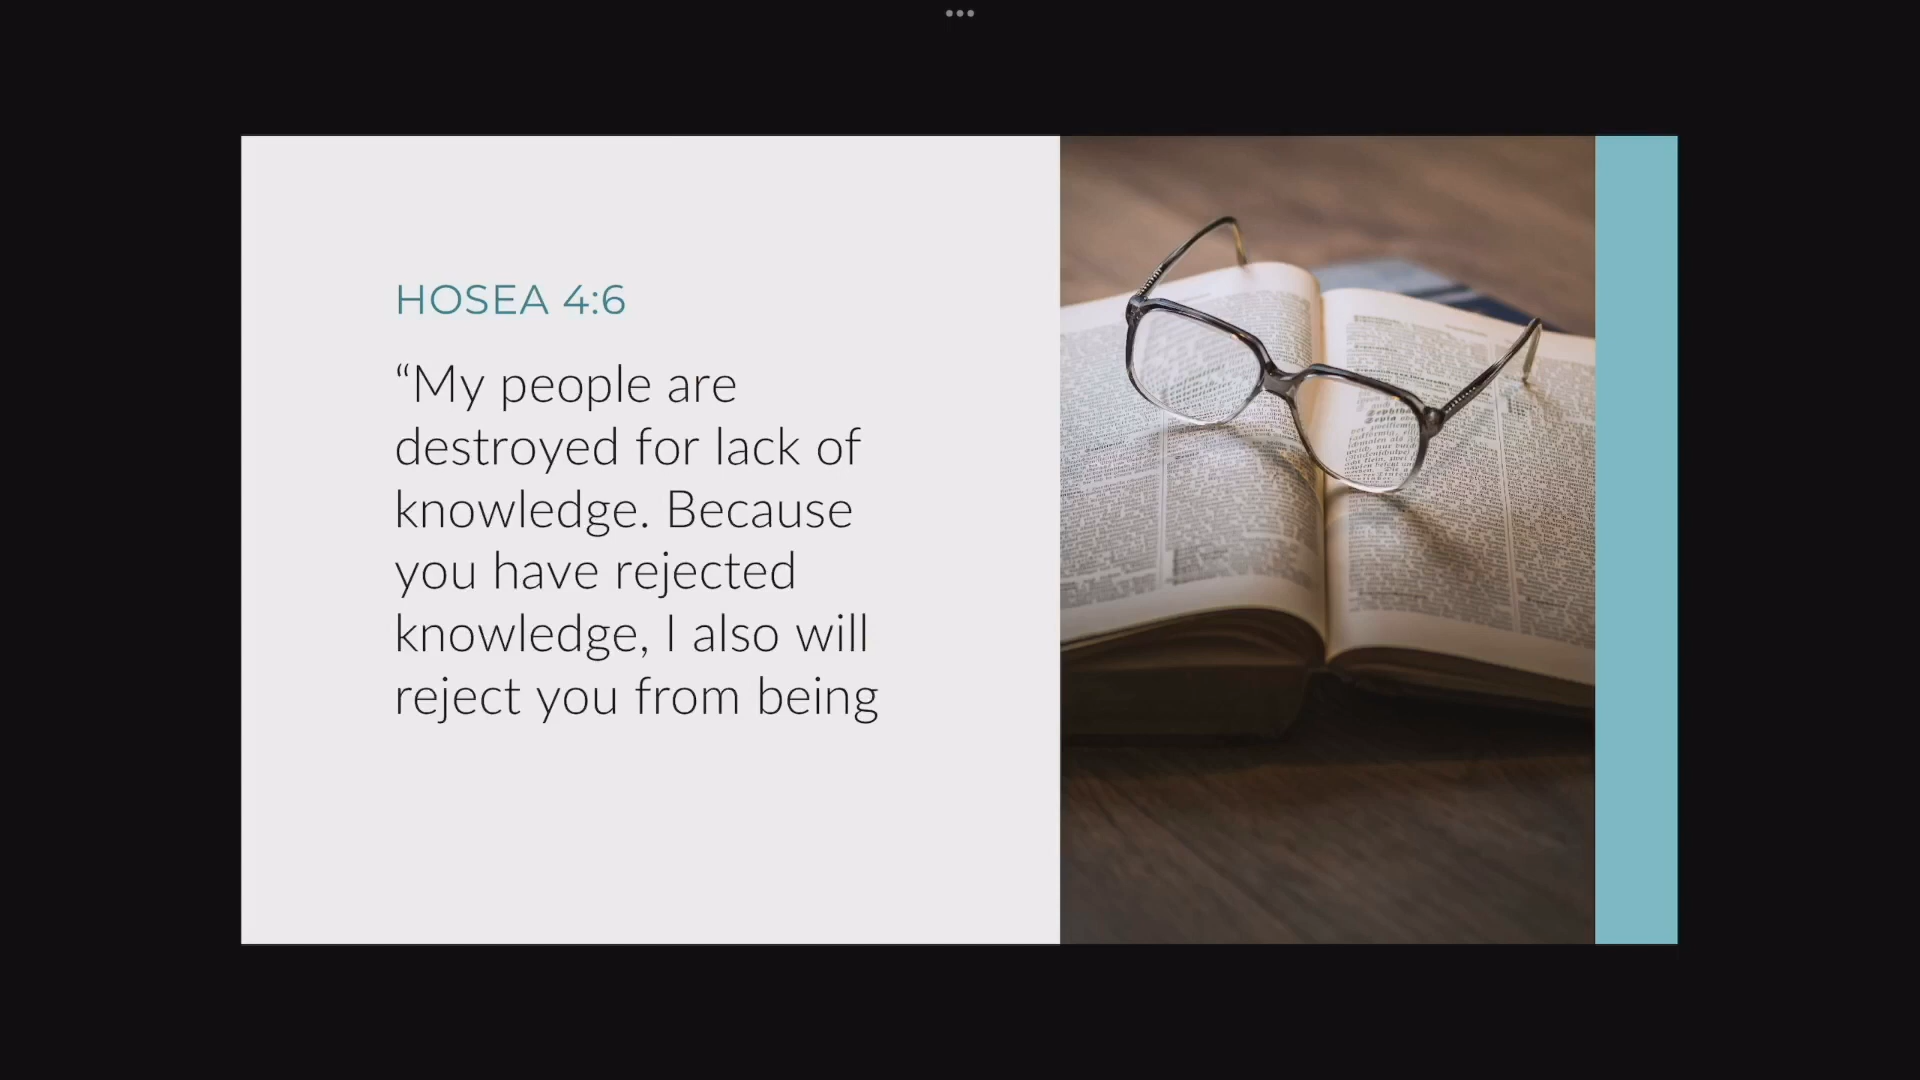 HOSEA 4:6
“My people are
destroyed for lack of
knowledge. Because
you have rejected
knowledge, I also will
reject you from being